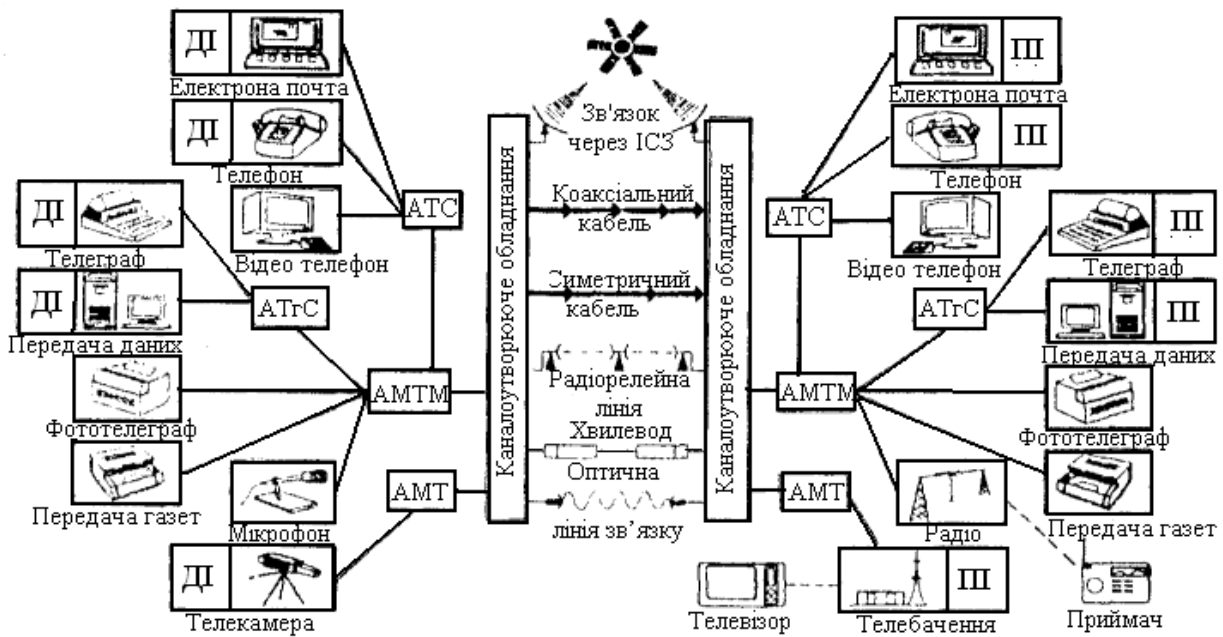 ДІ
Електрона почта
ДІ
Телефон
ДІ
Телеграф
Відео телефон
АТС
ДІ
Передача даних
АТгС
Фототелеграф
АМТМ
Передача газет
Мікрофон
АМТ
ДІ
Телекамера
Каналоутворююче обладнання
Зв'язок
через ІСЗ
Коаксіальний
кабель
Симетричний
кабель
Радіорелейна
лінія
Хвилевод
Оптична
лінія зв’язку
Каналоутворююче обладнання
ПІ
Електрона почта
ПІ
Телефон
АТС
Відео телефон
ПІ
Телеграф
АТгС
ПІ
Передача даних
АМТМ
Фототелеграф
Передача газет
АМТ
Радіо
Телевізор
ПІ
Телебачення
Приймач